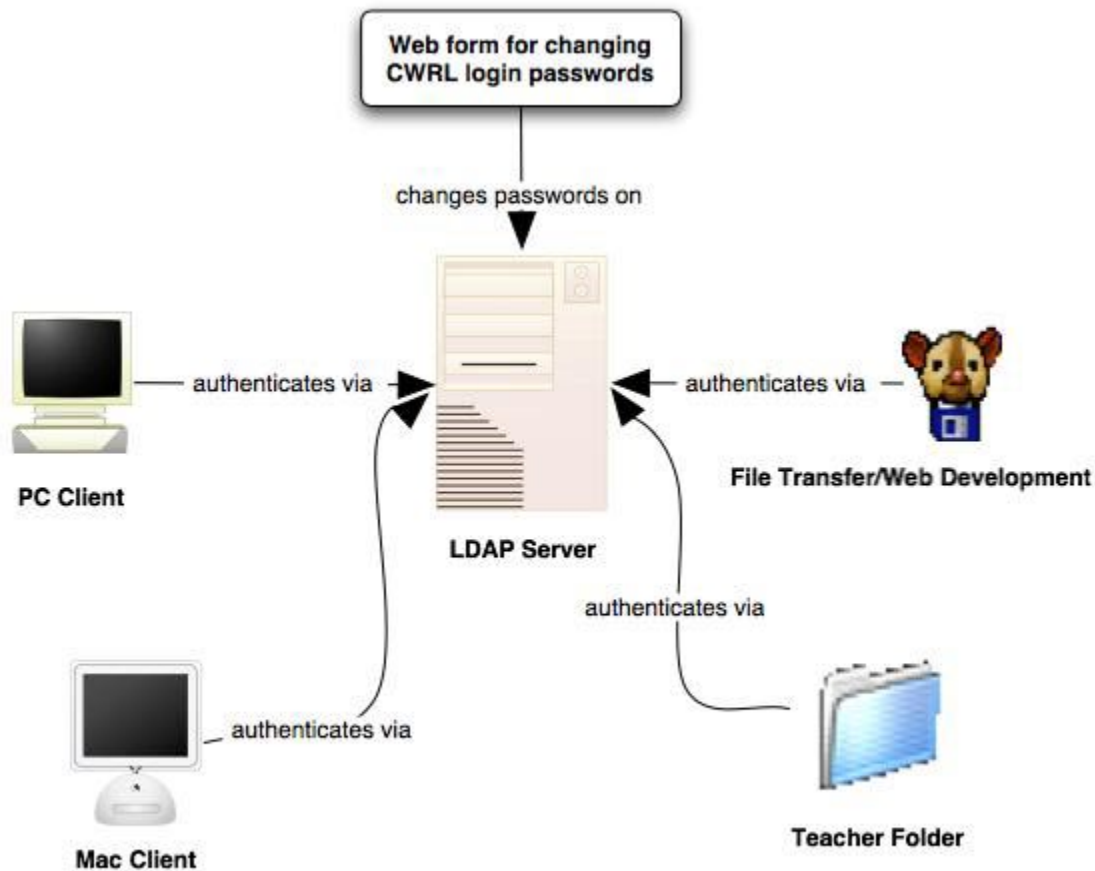 Web form for changing
CWRL login passwords
changes passwords on
authenticates via
authenticates via
PC Client
File Transfer/Web Development
LDAP Server
authenticates via
authenticates via
Teacher Folder
Mac Client